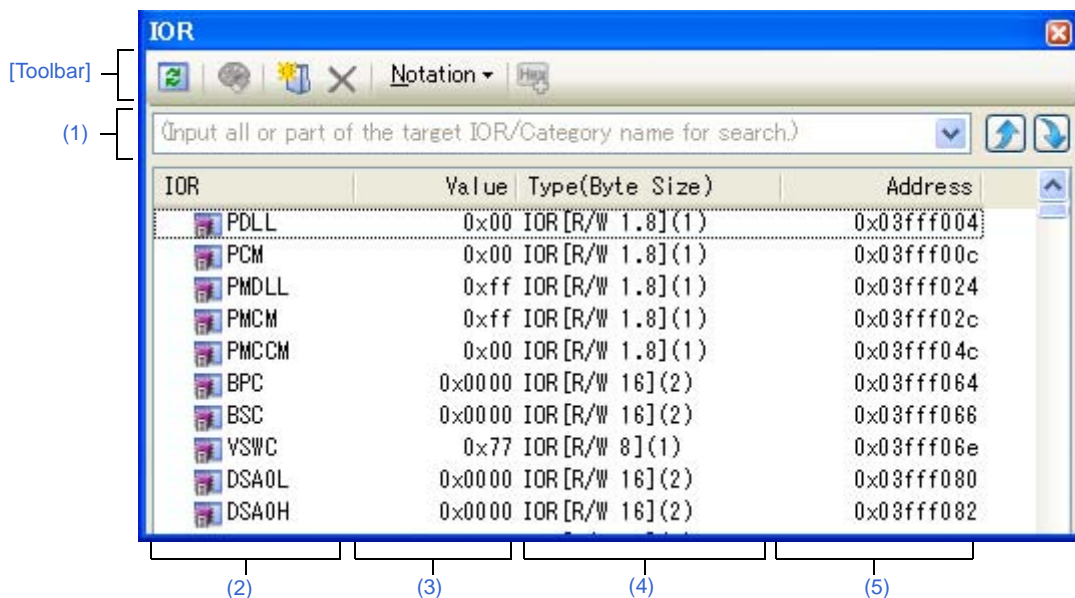 IOR
[Toolbar]
Notation
Hex
(1)
(Input all or part of the target IOR/Category name for search.)
IOR Value Type(Byte Size) Address
PDLL 0x00 IOR[R/W 1.8](1) 0x03fff004
PCM 0x00 IOR[R/W 1.8](1) 0x03fff00c
PMDLL 0xff IOR[R/W 1.8](1) 0x03fff024
PMCM 0xff IOR[R/W 1.8](1) 0x03fff02c
PMCCM 0x00 IOR[R/W 1.8](1) 0x03fff04c
BPC 0x0000 IOR[R/W 16](2) 0x03fff064
BSC 0x0000 IOR[R/W 16](2) 0x03fff066
VSWC 0x77 IOR[R/W 8](1) 0x03fff06e
DSA0L 0x0000 IOR[R/W 16](2) 0x03fff080
DSA0H 0x0000 IOR[R/W 16](2) 0x03fff082
(2) (3) (4) (5)